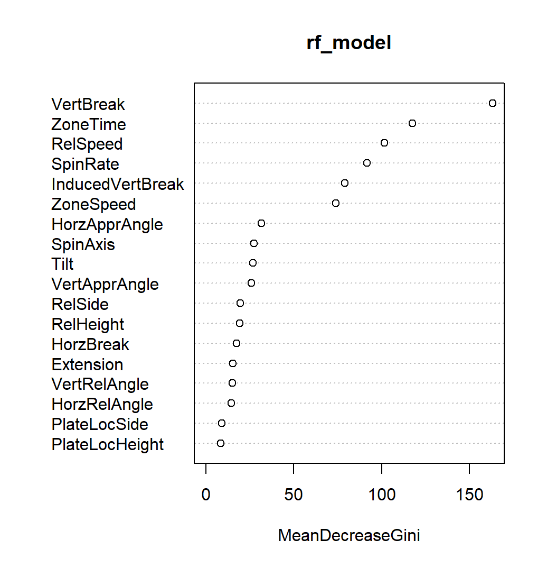 rf_model
VertBreak
ZoneTime
RelSpeed
SpinRate
InducedVertBreak
ZoneSpeed
HorzApprAngle
SpinAxis
Tilt
VertApprAngle
RelSide
RelHeight
HorzBreak
Extension
VertRelAngle
HorzRelAngle
PlateLocSide
PlateLocHeight
0 50 100 150
MeanDecreaseGini